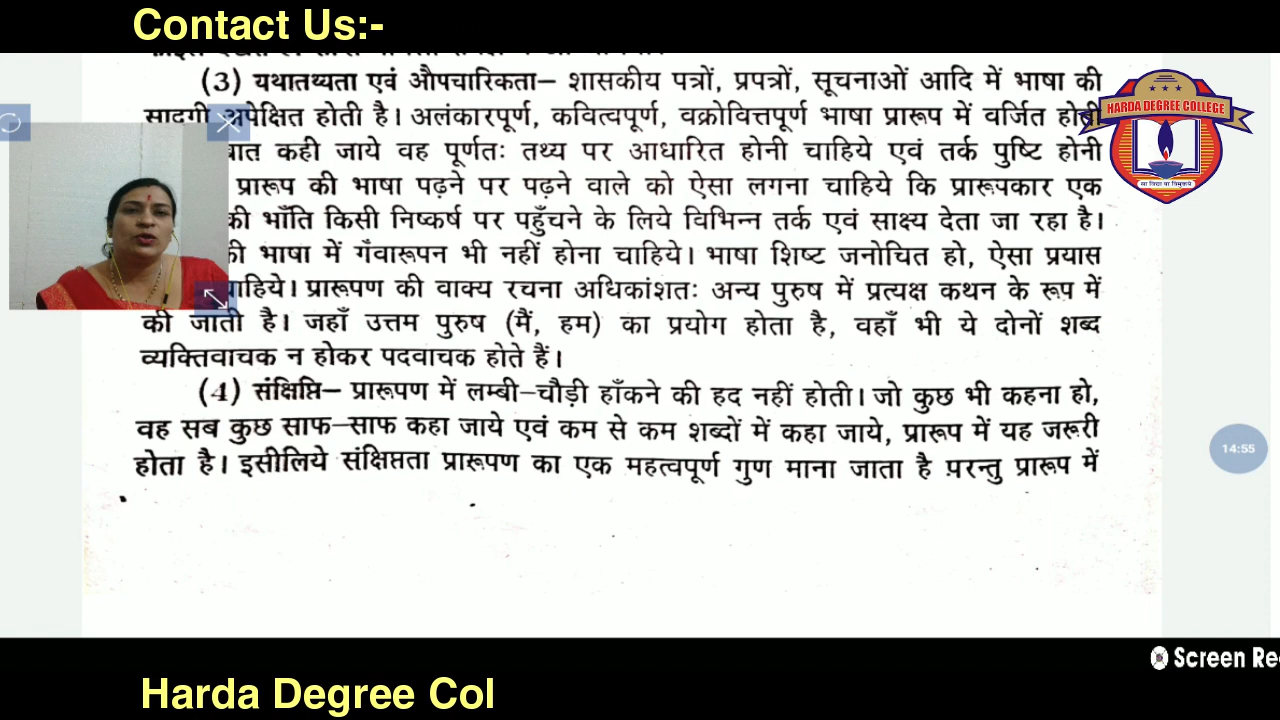 Contact Us:-
(3) यथातथ्यता एवं औपचारिकता– शासकीय पत्रों, प्रपत्रों, सूचनाओं आदि में भाषा की
सादगी अपेक्षित होती है। अलंकारपूर्ण, कवित्वपूर्ण, वक्रोवित्तपूर्ण भाषा प्रारूप में वर्जित होती
बात कही जाये वह पूर्णतः तथ्य पर आधारित होनी चाहिये एवं तर्क पुष्टि होनी
प्रारूप की भाषा पढ़ने पर पढ़ने वाले को ऐसा लगना चाहिये कि प्रारूपकार एक
की भाँति किसी निष्कर्ष पर पहुँचने के लिये विभिन्न तर्क एवं साक्ष्य देता जा रहा है।
की भाषा में गँवारूपन भी नहीं होना चाहिये। भाषा शिष्ट जनोचित हो, ऐसा प्रयास
चाहिये। प्रारूपण की वाक्य रचना अधिकांशतः अन्य पुरुष में प्रत्यक्ष कथन के रूप में
की जाती है। जहाँ उत्तम पुरुष (मैं, हम) का प्रयोग होता है, वहाँ भी ये दोनों शब्द
व्यक्तिवाचक न होकर पदवाचक होते हैं।
(4) संक्षिप्ति– प्रारूपण में लम्बी–चौड़ी हाँकने की हद नहीं होती। जो कुछ भी कहना हो,
वह सब कुछ साफ–साफ कहा जाये एवं कम से कम शब्दों में कहा जाये, प्रारूप में यह जरूरी
होता है। इसीलिये संक्षिप्तता प्रारूपण का एक महत्वपूर्ण गुण माना जाता है परन्तु प्रारूप में
HARDA DEGREE COLLEGE
सा विद्या या विमुक्तये
14:55
Screen Re
Harda Degree Col